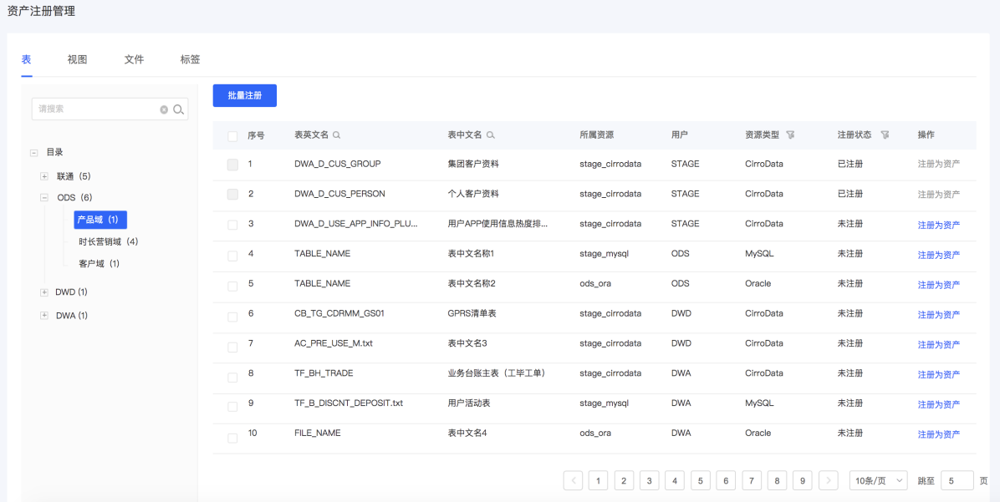 资产注册管理
表 视图 文件 标签
请搜索
目录
联通（5）
ODS（6）
产品域（1）
时长营销域（4）
客户域（1）
DWD (1)
DWA (1)
批量注册
序号 表英文名 表中文名 所属资源 用户 资源类型 注册状态 操作
1 DWA_D_CUS_GROUP 集团客户资料 stage_cirrodata STAGE CirroData 已注册 注册为资产
2 DWA_D_CUS_PERSON 个人客户资料 stage_cirrodata STAGE CirroData 已注册 注册为资产
3 DWA_D_USE_APP_INFO_PLU... 用户APP使用信息热度排... stage_cirrodata STAGE CirroData 未注册 注册为资产
4 TABLE_NAME 表中文名称1 stage_mysql ODS MySQL 未注册 注册为资产
5 TABLE_NAME 表中文名称2 ods_ora ODS Oracle 未注册 注册为资产
6 CB_TG_CDRMM_GS01 GPRS清单表 stage_cirrodata DWD CirroData 未注册 注册为资产
7 AC_PRE_USE_M.txt 表中文名3 stage_cirrodata DWD CirroData 未注册 注册为资产
8 TF_BH_TRADE 业务台账主表（工毕工单） stage_cirrodata DWA CirroData 未注册 注册为资产
9 TF_B_DISCNT_DEPOSIT.txt 用户活动表 stage_mysql DWA MySQL 未注册 注册为资产
10 FILE_NAME 表中文名4 ods_ora DWA Oracle 未注册 注册为资产
1 2 3 4 5 6 7 8 9 10条/页 跳至 5 页